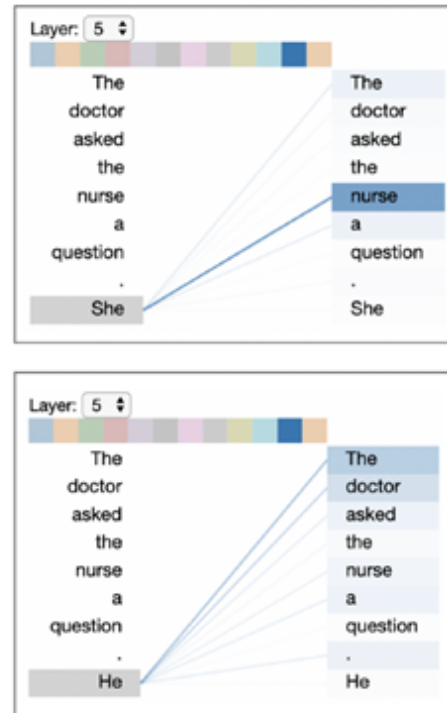 Layer: 5
The The
doctor doctor
asked asked
the the
nurse nurse
a a
question question
. .
She She
Layer: 5
The The
doctor doctor
asked asked
the the
nurse nurse
a a
question question
. .
He He